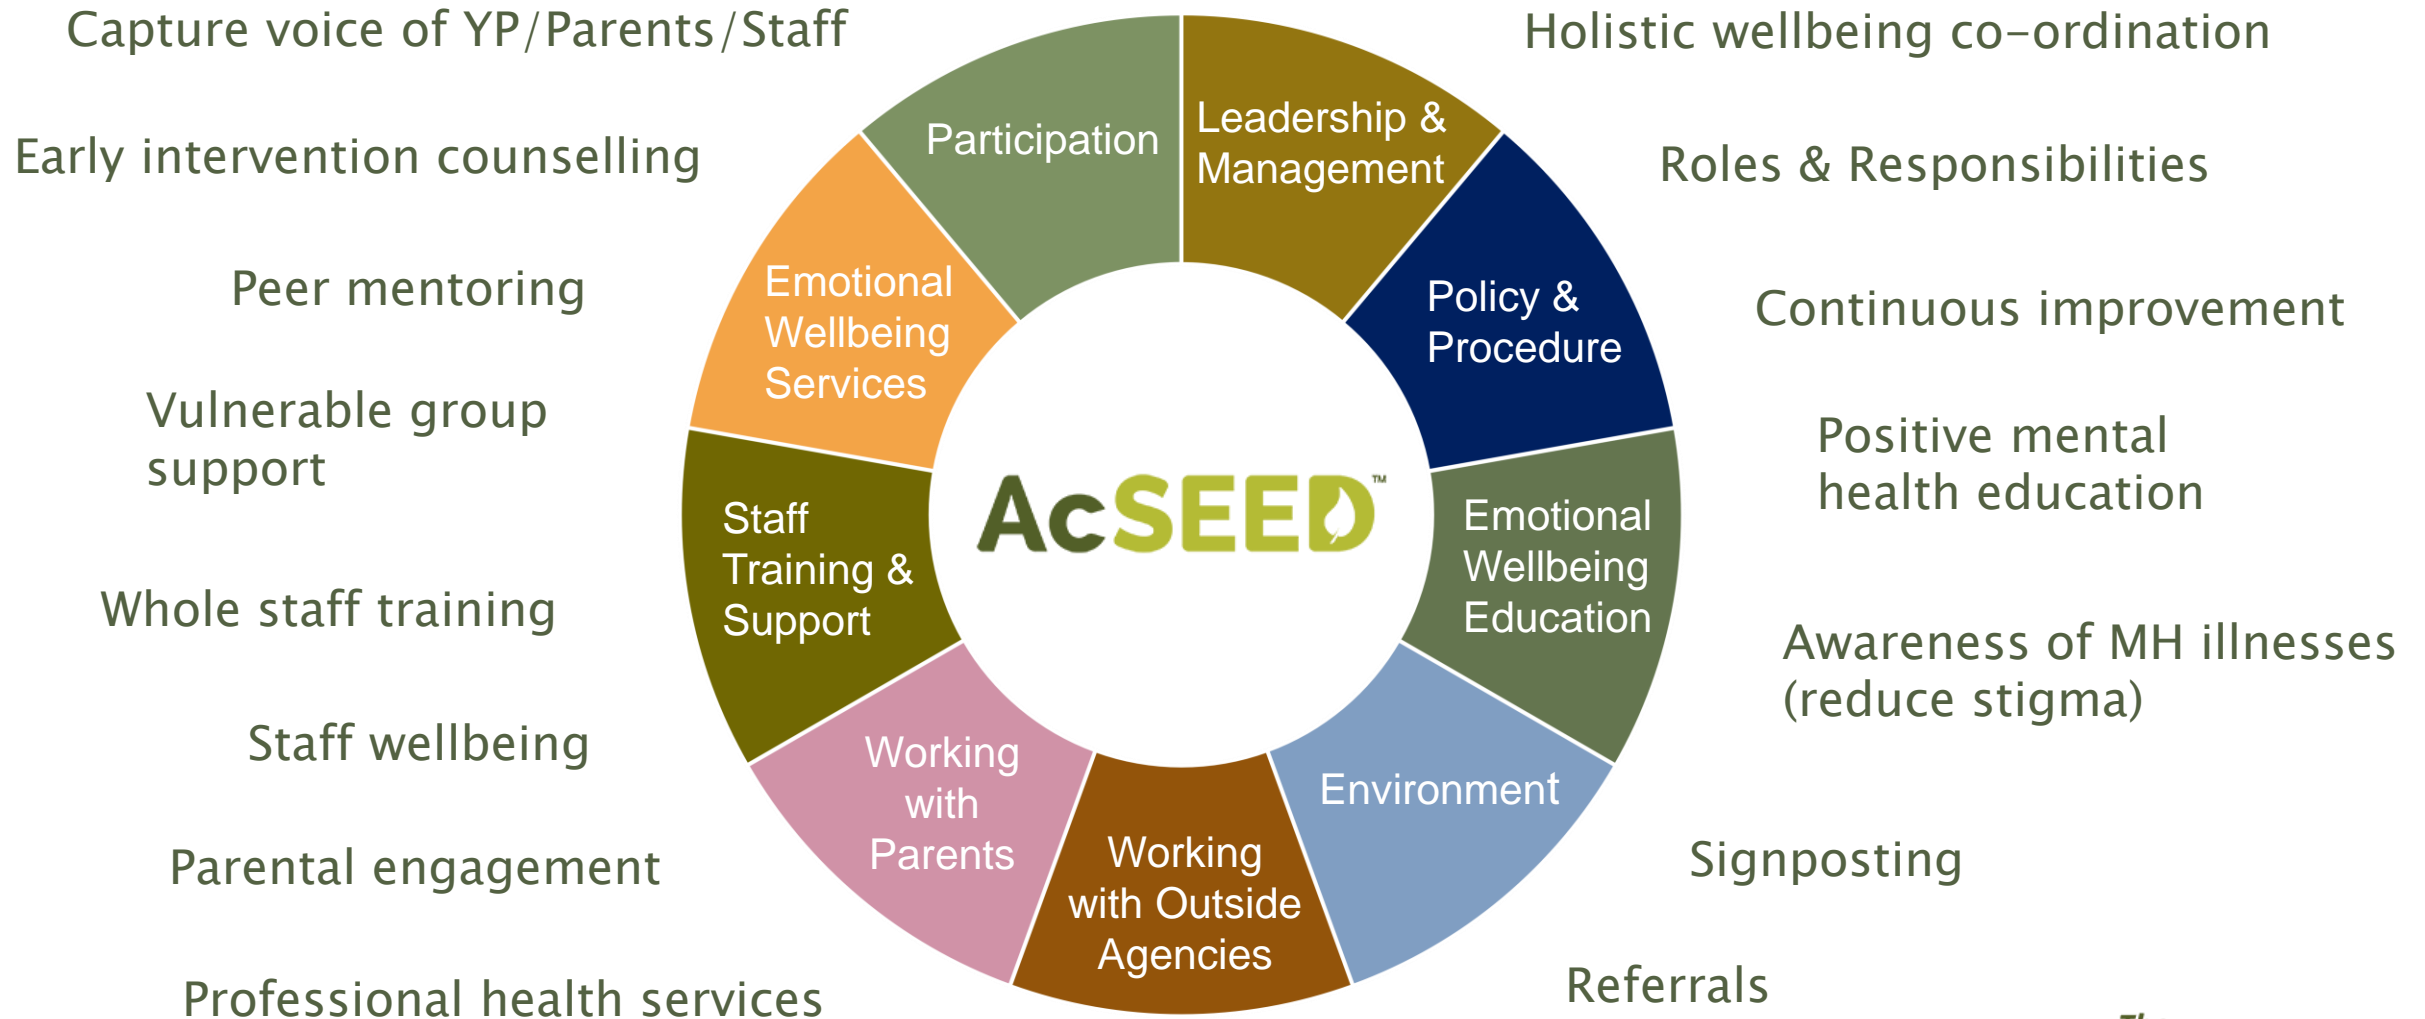 Capture voice of YP/Parents/Staff
Early intervention counselling
Peer mentoring
Vulnerable group
support
Whole staff training
Staff wellbeing
Parental engagement
Professional health services
Participation
Leadership &
Management
Emotional
Wellbeing
Services
Policy &
Procedure
AcSEED™
Staff
Training &
Support
Emotional
Wellbeing
Education
Working
with
Parents
Environment
Working
with Outside
Agencies
Holistic wellbeing co-ordination
Roles & Responsibilities
Continuous improvement
Positive mental
health education
Awareness of MH illnesses
(reduce stigma)
Signposting
Referrals